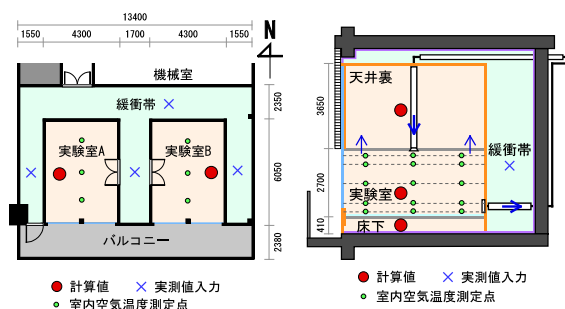 13400
1550 4300 1700 4300 1550
N
機械室
緩衝帯
実験室A
実験室B
バルコニー
2350
6050
2380
計算値 実測値入力
室内空気温度測定点
天井裏
緩衝帯
実験室
床下
3650
2700
410
計算値 実測値入力
室内空気温度測定点